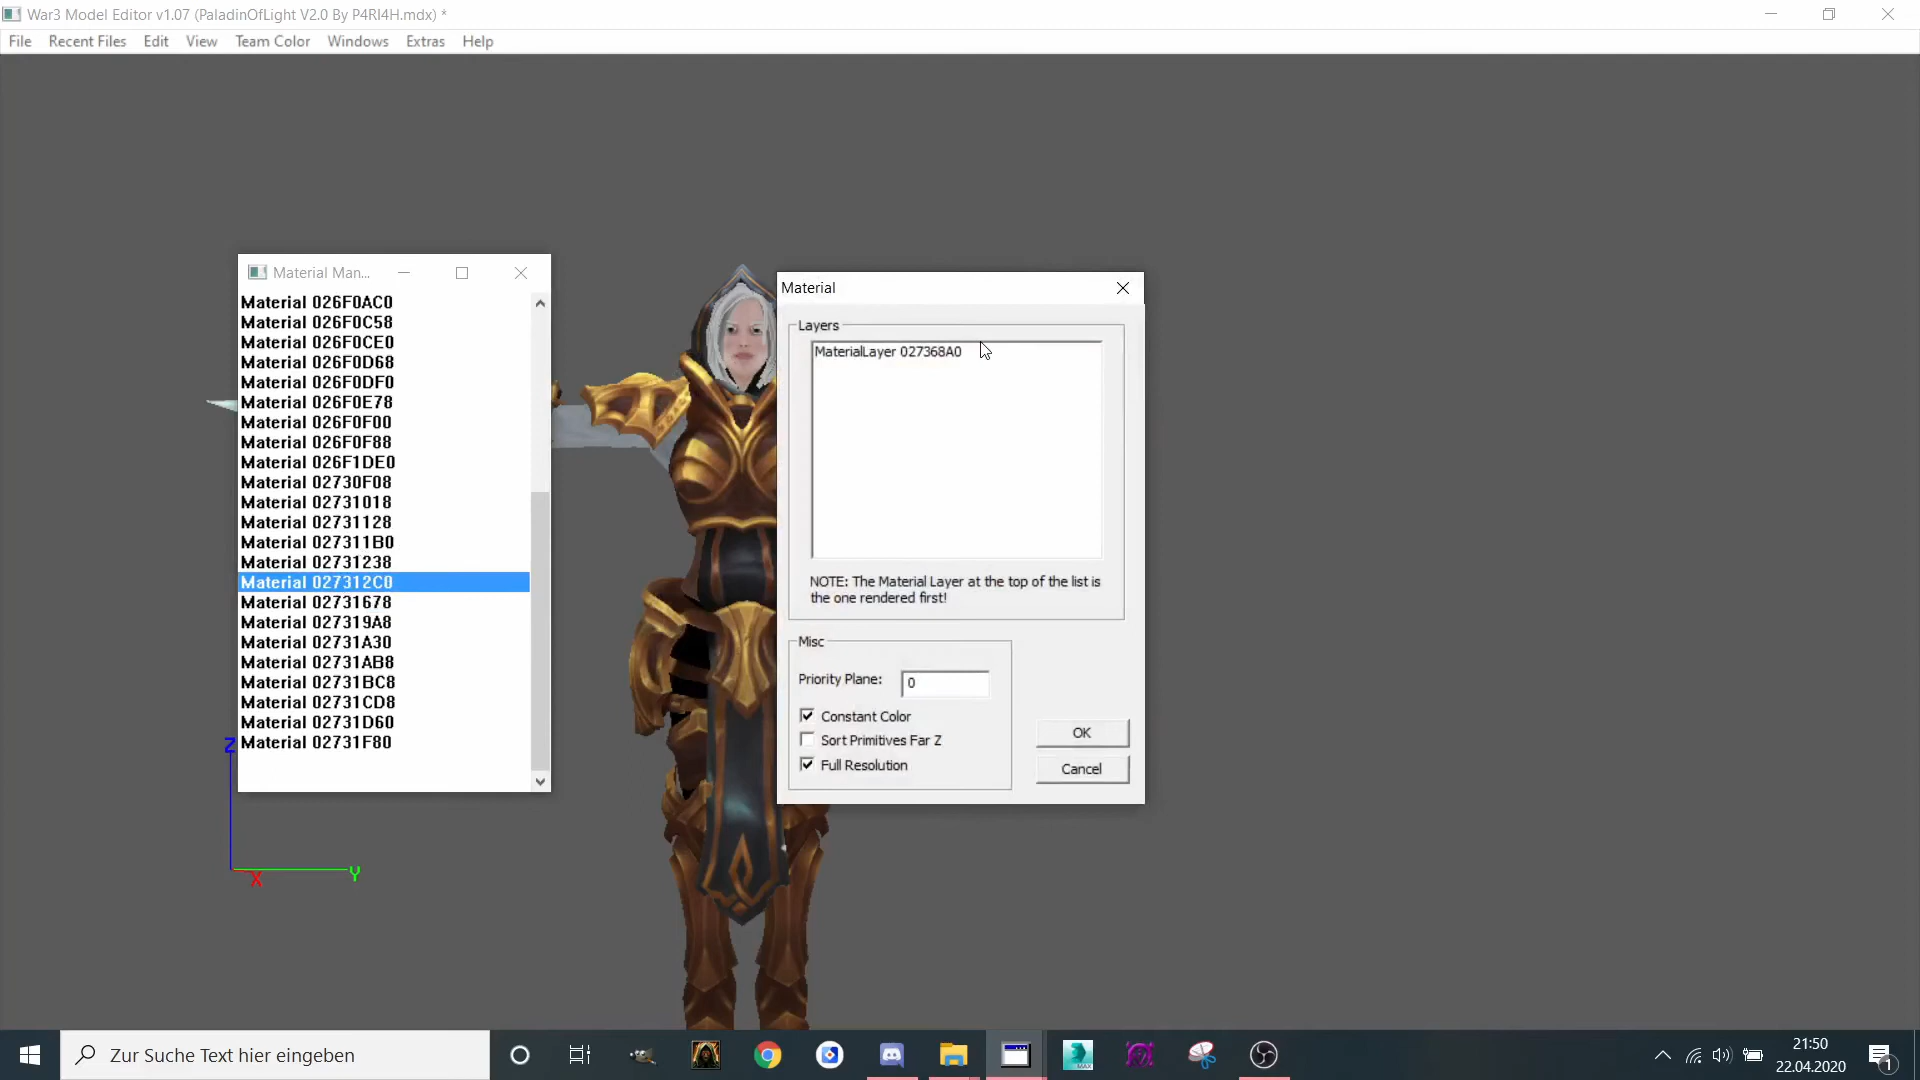 War3 Model Editor v1.07 (PaladinOfLight V2.0 By P4RI4H.mdx) *
File Recent Files Edit View Team Color Windows Extras Help
Material Man...
Material 026F0AC0
Material 026F0C58
Material 026F0CE0
Material 026F0D68
Material 026F0DF0
Material 026F0E78
Material 026F0F00
Material 026F0F88
Material 026F1DE0
Material 02730F08
Material 02731018
Material 02731128
Material 027311B0
Material 02731238
Material 027312C0
Material 02731678
Material 027319A8
Material 02731A30
Material 02731AB8
Material 02731BC8
Material 02731CD8
Material 02731D60
Material 02731F80
Z
X
Y
Material
Layers
MaterialLayer 027368A0
NOTE: The Material Layer at the top of the list is
the one rendered first!
Misc
Priority Plane: 0
Constant Color
Sort Primitives Far Z
Full Resolution
OK
Cancel
Zur Suche Text hier eingeben
MAX
21:50
22.04.2020
1